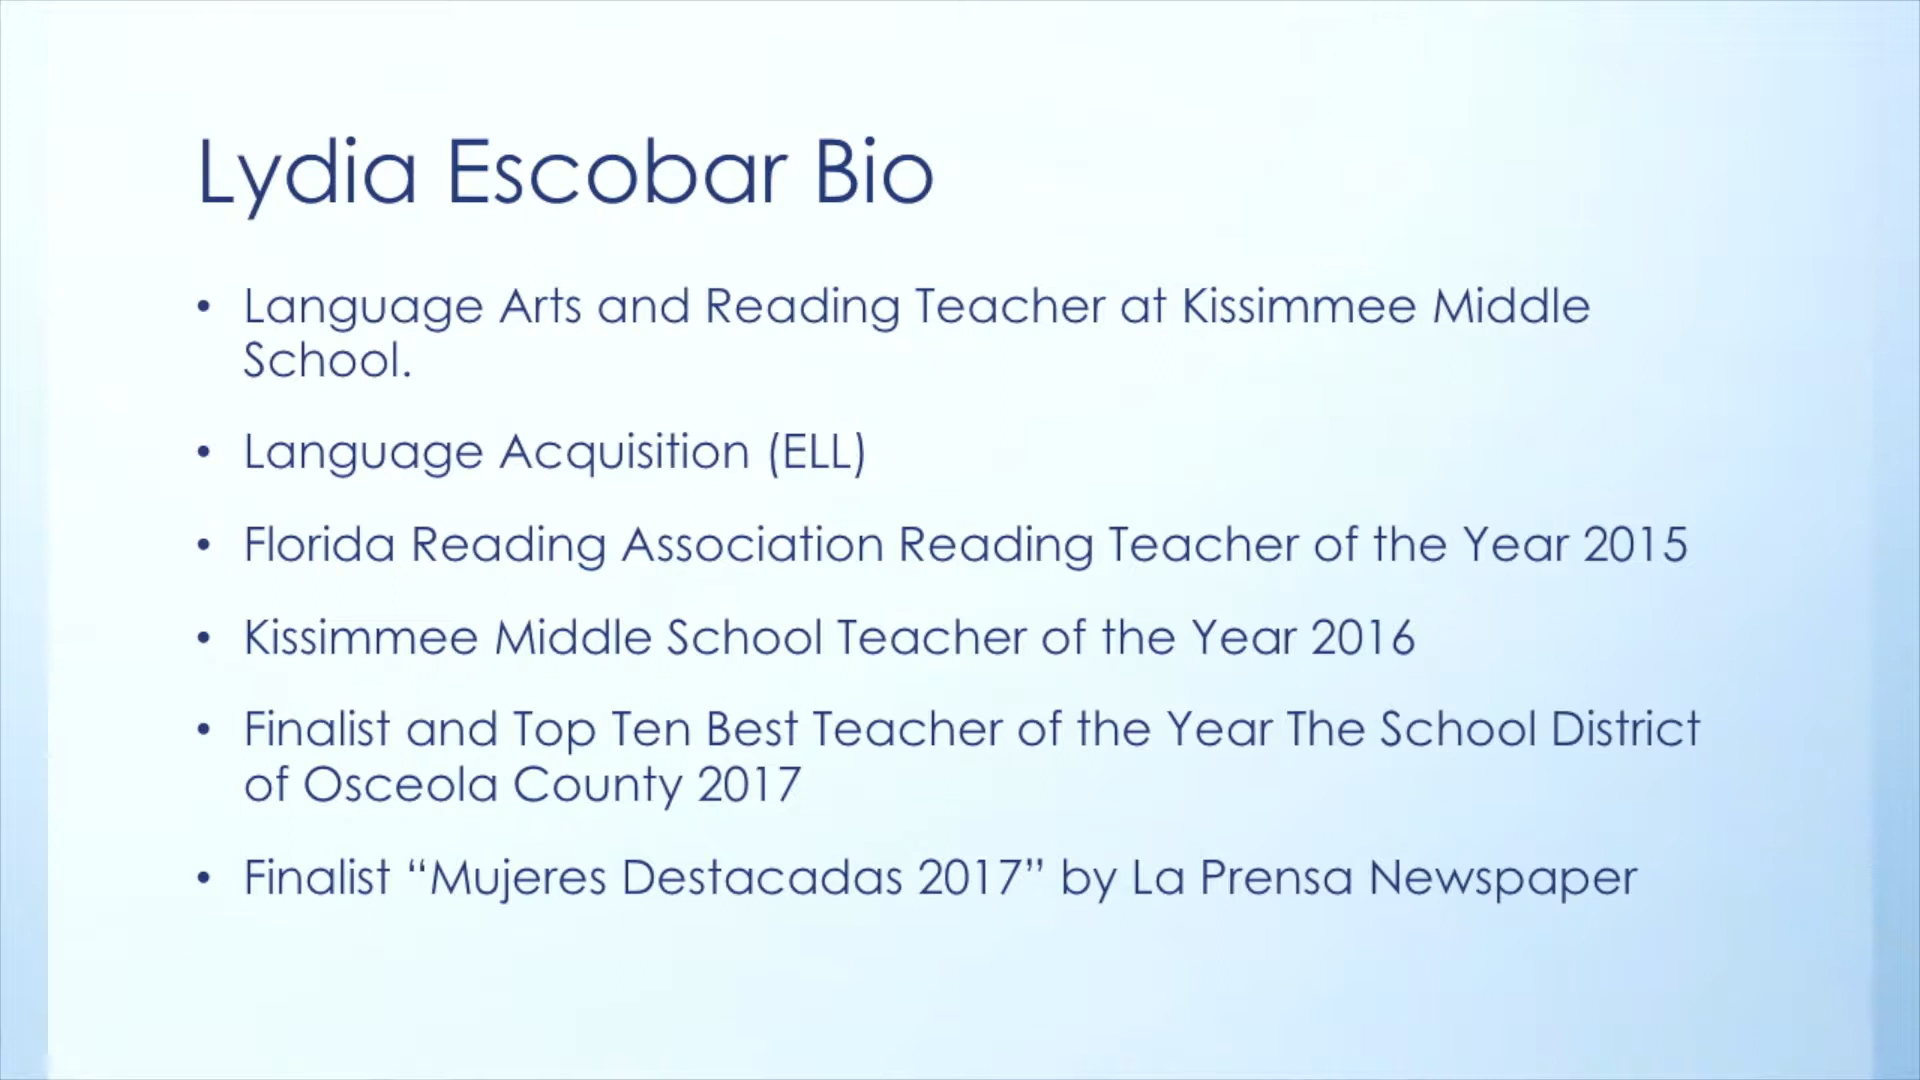 Lydia Escobar Bio
• Language Arts and Reading Teacher at Kissimmee Middle
School.
• Language Acquisition (ELL)
• Florida Reading Association Reading Teacher of the Year 2015
• Kissimmee Middle School Teacher of the Year 2016
• Finalist and Top Ten Best Teacher of the Year The School District
of Osceola County 2017
• Finalist “Mujeres Destacadas 2017” by La Prensa Newspaper